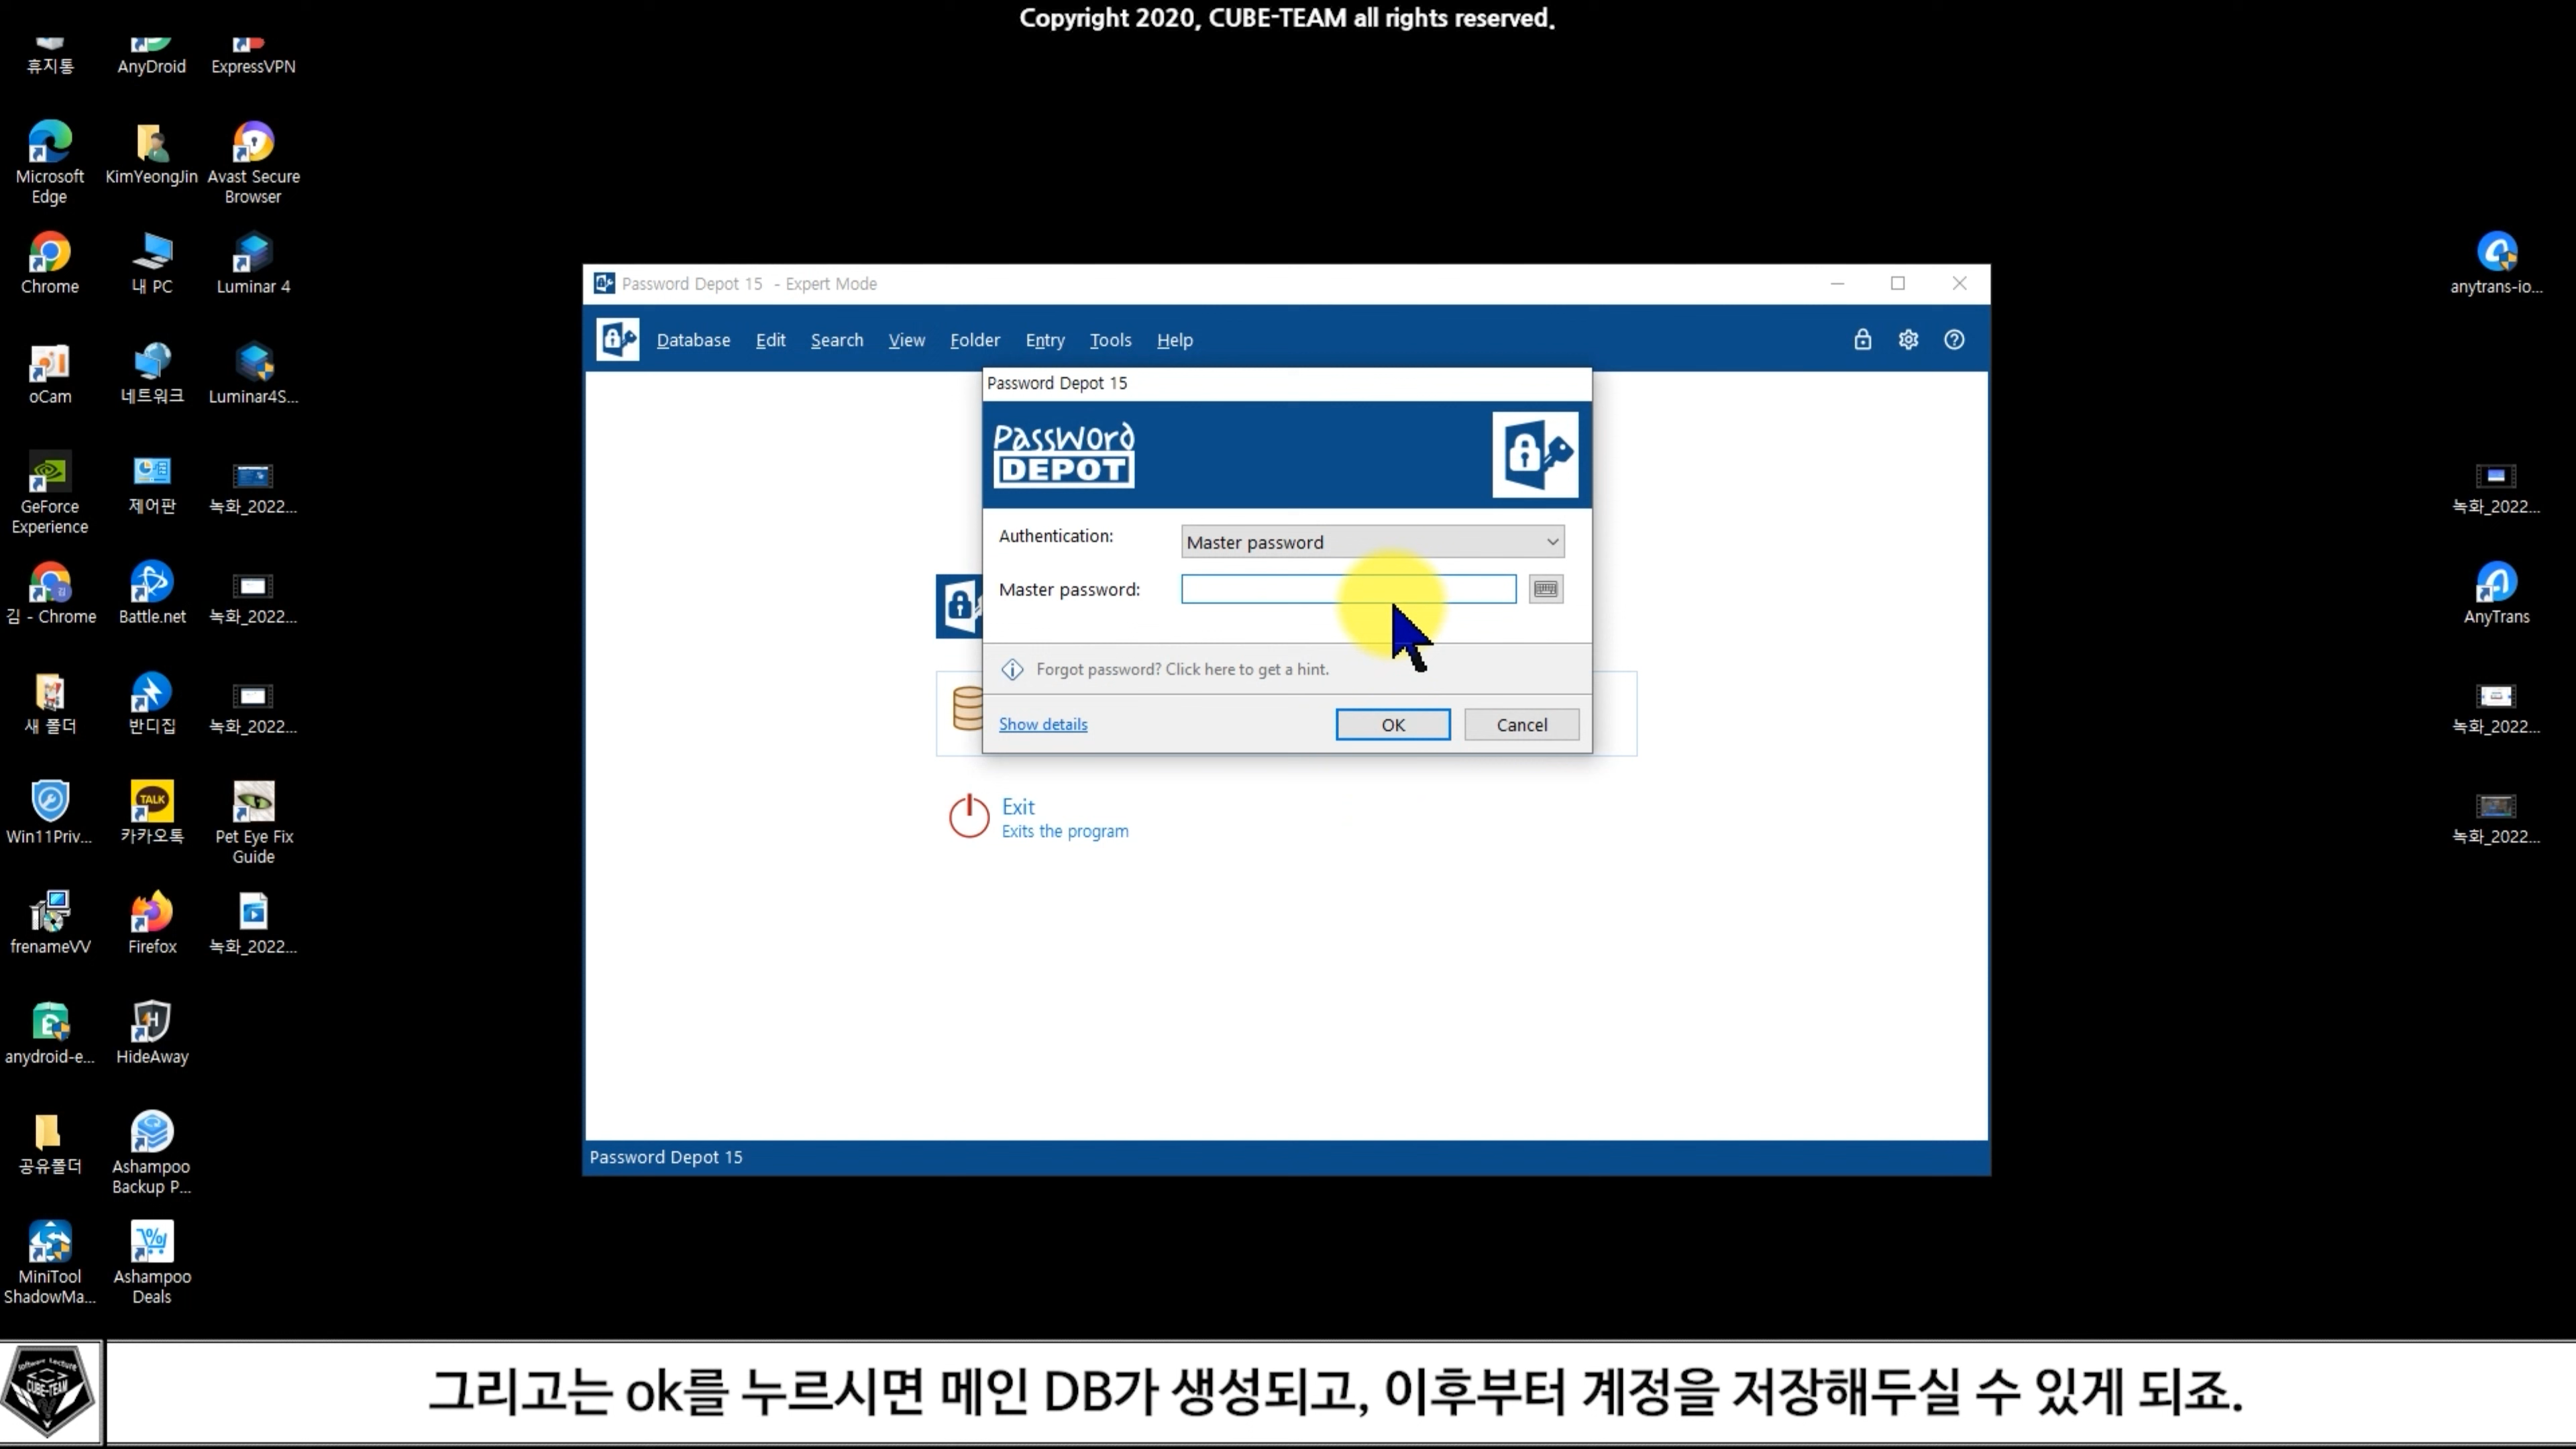 Copyright 2020, CUBE-TEAM all rights reserved.
휴지통
AnyDroid
ExpressVPN
Microsoft
Edge
KimYeongJin
Avast Secure
Browser
Chrome
내 PC
Luminar 4
oCam
네트워크
Luminar4S...
GeForce
Experience
제어판
녹화_2022...
김 - Chrome
Battle.net
녹화_2022...
새 폴더
반디집
녹화_2022...
Win11Priv...
TALK
카카오톡
Pet Eye Fix
Guide
frenameVV
Firefox
녹화_2022...
anydroid-e...
HideAway
공유폴더
Ashampoo
Backup P...
MiniTool
ShadowMa...
Ashampoo
Deals
Password Depot 15 - Expert Mode
Database Edit Search View Folder Entry Tools Help
Password Depot 15
Password
DEPOT
Authentication: Master password
Master password:
Forgot password? Click here to get a hint.
Show details
OK
Cancel
Exit
Exits the program
Password Depot 15
anytrans-io...
녹화_2022...
AnyTrans
녹화_2022...
녹화_2022...
Software Lecture
CUBE-TEAM
그리고는 ok를 누르시면 메인 DB가 생성되고, 이후부터 계정을 저장해두실 수 있게 되죠.